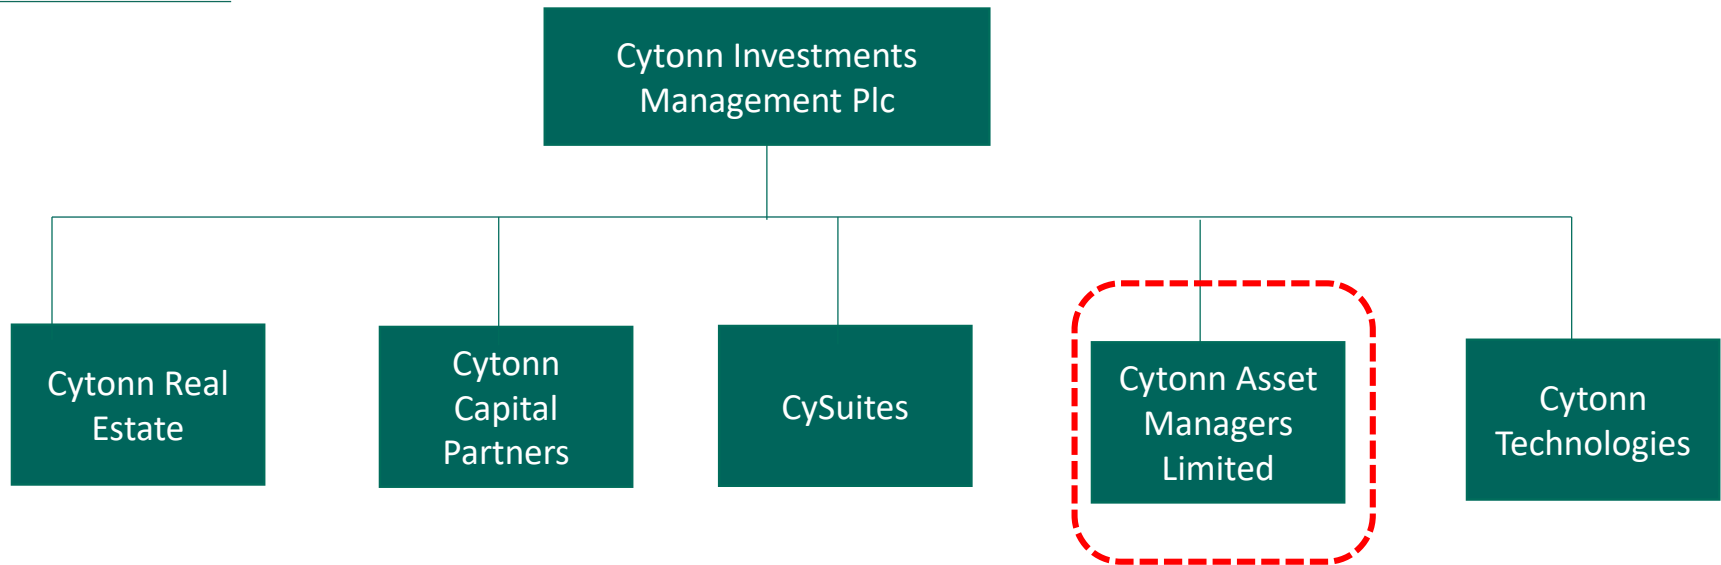 Cytonn Investments
Management Plc
Cytonn Real
Estate
Cytonn
Capital
Partners
CySuites
Cytonn Asset
Managers
Limited
Cytonn
Technologies